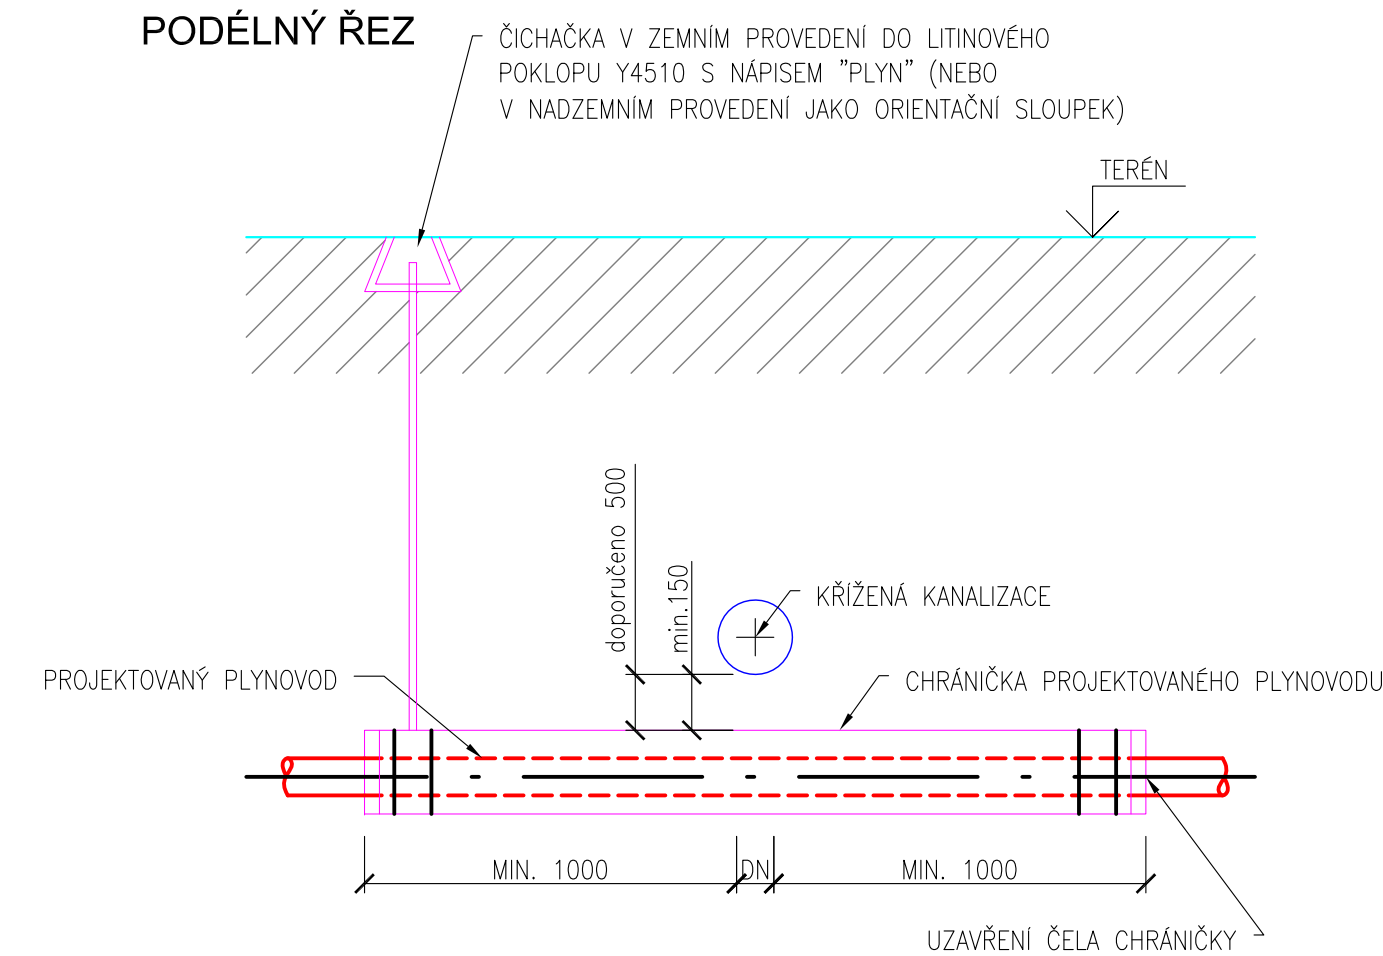 PODÉLNÝ ŘEZ
ČICHAČKA V ZEMNÍM PROVEDENÍ DO LITINOVÉHO
POKLOPU Y4510 S NÁPISEM "PLYN" (NEBO
V NADZEMNÍM PROVEDENÍ JAKO ORIENTAČNÍ SLOUPEK)
TERÉN
doporučeno 500
min.150
KŘÍŽENÁ KANALIZACE
PROJEKTOVANÝ PLYNOVOD
CHRÁNIČKA PROJEKTOVANÉHO PLYNOVODU
MIN. 1000
DN
MIN. 1000
UZAVŘENÍ ČELA CHRÁNIČKY